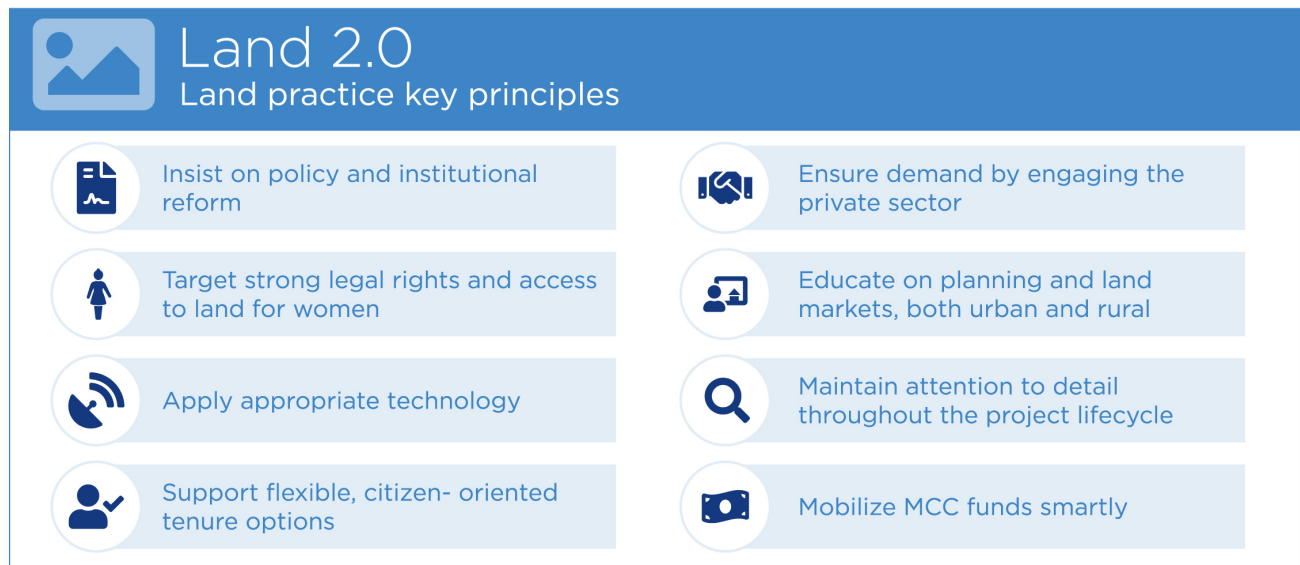 Land 2.0
Land practice key principles
Insist on policy and institutional
reform
Target strong legal rights and access
to land for women
Apply appropriate technology
Support flexible, citizen- oriented
tenure options
Ensure demand by engaging the
private sector
Educate on planning and land
markets, both urban and rural
Maintain attention to detail
throughout the project lifecycle
Mobilize MCC funds smartly